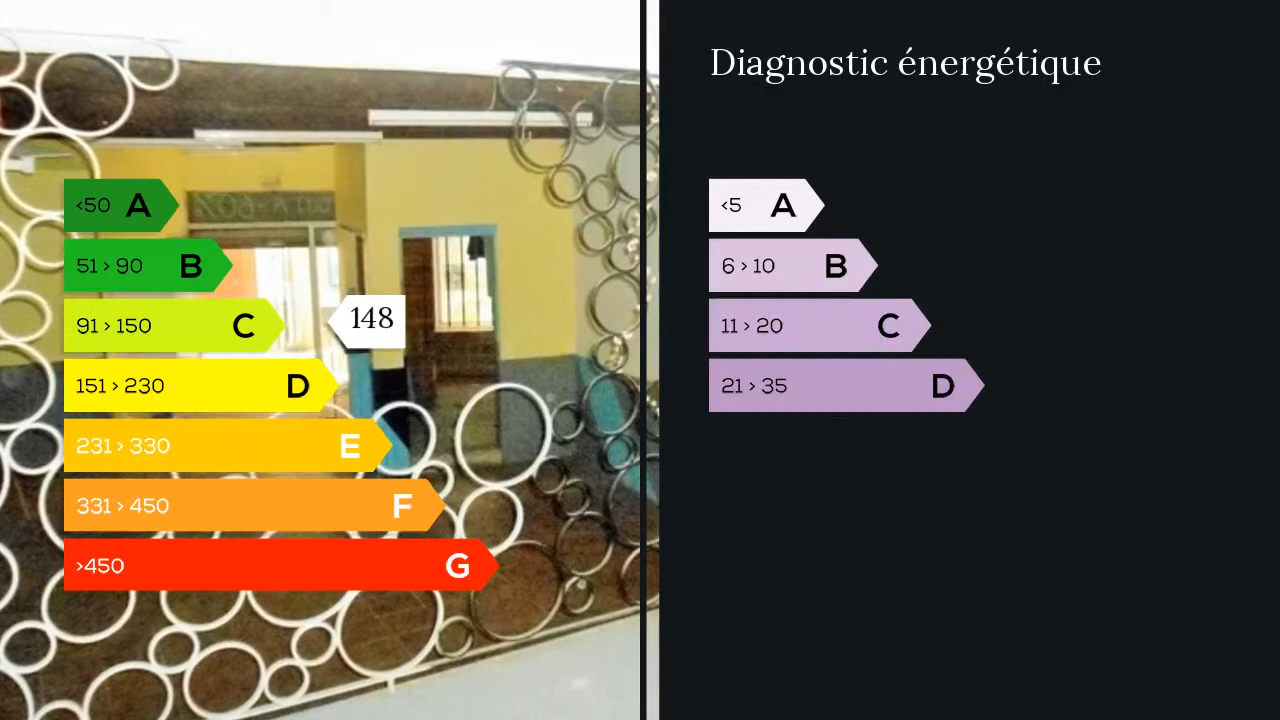 Diagnostic énergétique
<50 A
51 > 90 B
91 > 150 C
148
151 > 230 D
231 > 330 E
331 > 450 F
>450 G
<5 A
6 > 10 B
11 > 20 C
21 > 35 D